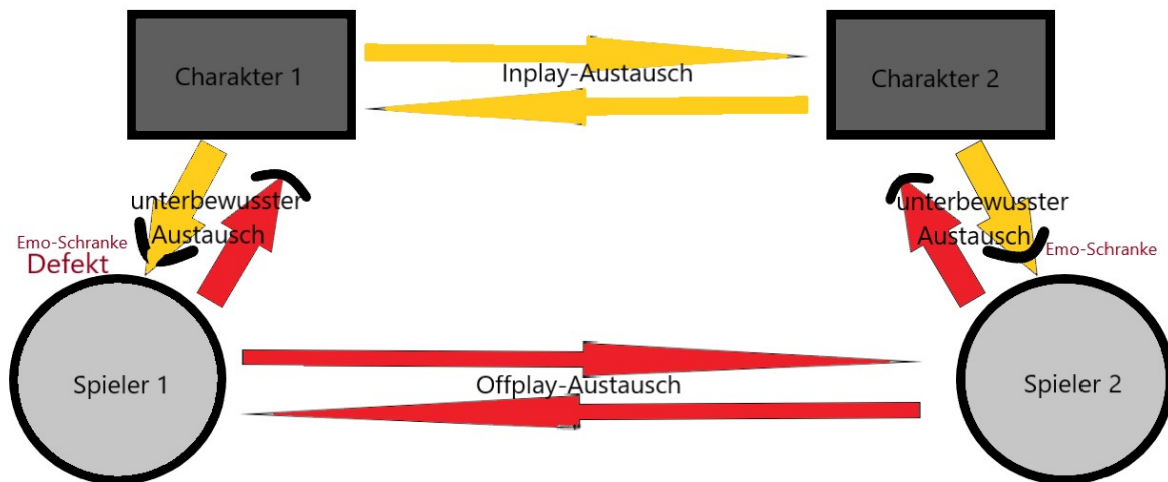 Charakter 1
Inplay-Austausch
Charakter 2
unterbewusster
Austausch
unterbewusster
Austausch
Emo-Schranke
Defekt
Emo-Schranke
Spieler 1
Offplay-Austausch
Spieler 2